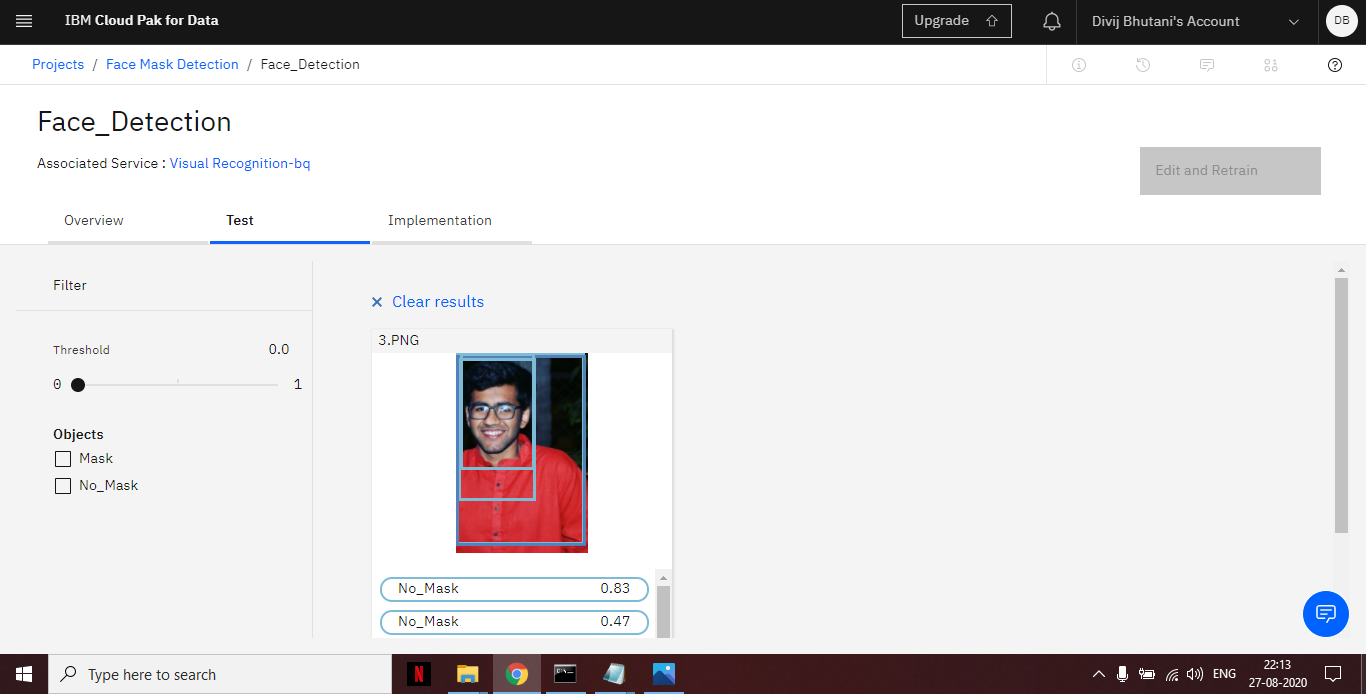 IBM Cloud Pak for Data
Upgrade
Divij Bhutani's Account
DB
Projects / Face Mask Detection / Face_Detection
Face_Detection
Associated Service : Visual Recognition-bq
Edit and Retrain
Overview
Test
Implementation
Filter
Clear results
3.PNG
Threshold
0.0
0
1
Objects
Mask
No_Mask
No_Mask 0.83
No_Mask 0.47
Type here to search
N
ENG
22:13
27-08-2020